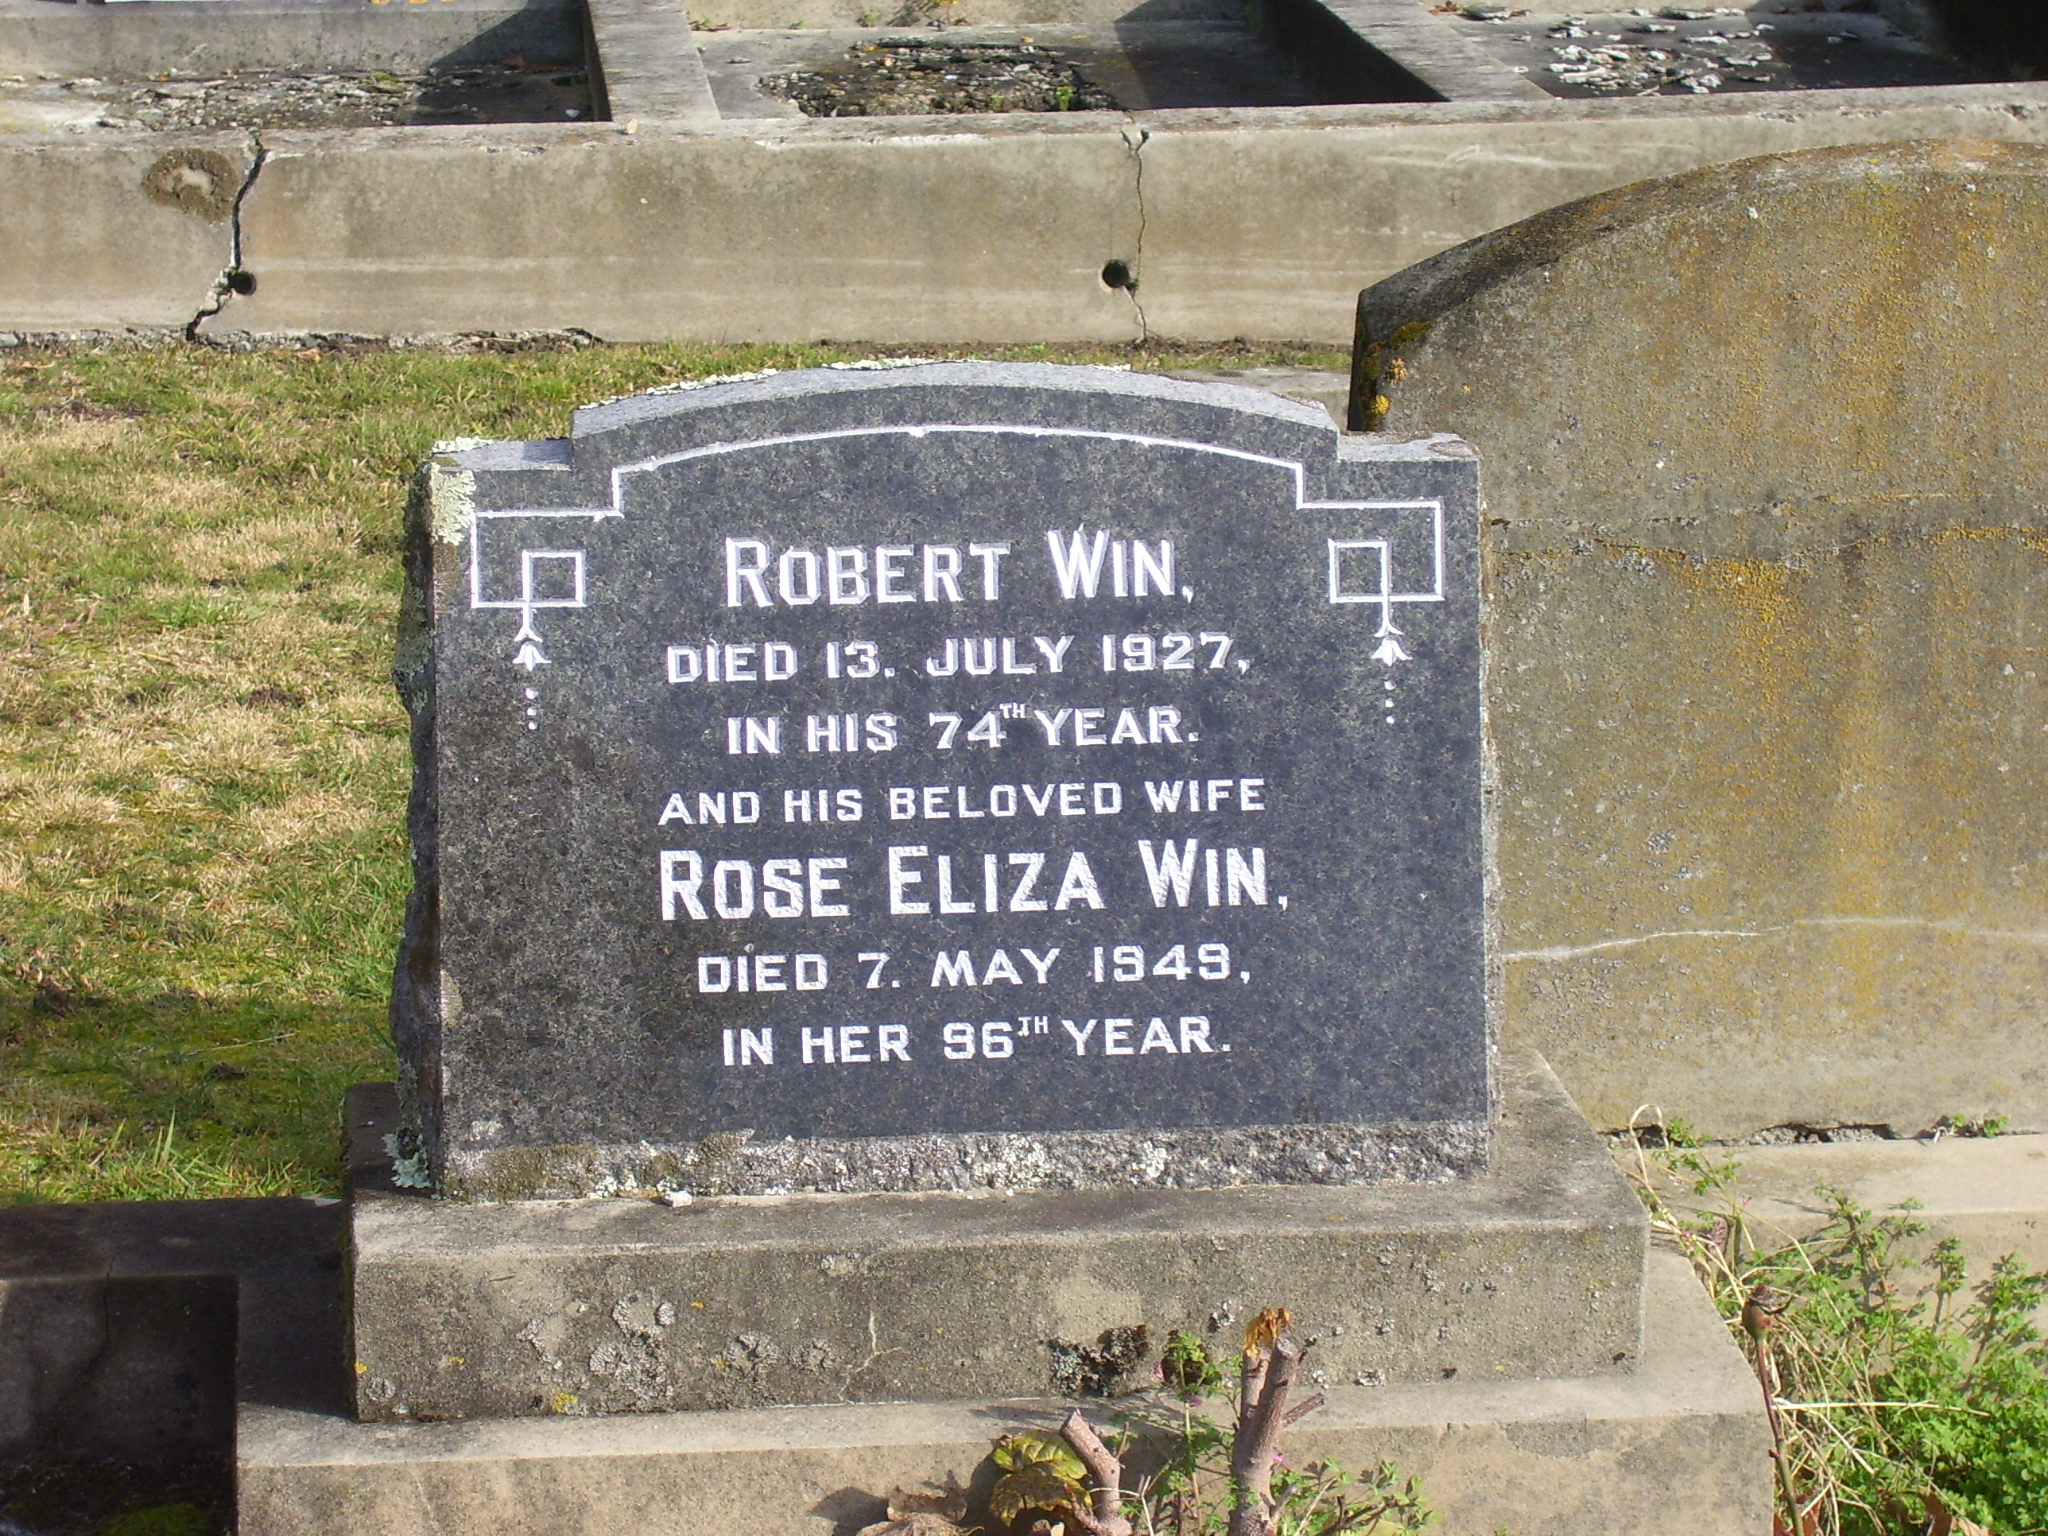 ROBERT WIN,
DIED 13. JULY 1927,
IN HIS 74TH YEAR.
AND HIS BELOVED WIFE
ROSE ELIZA WIN,
DIED 7. MAY 1949,
IN HER 96TH YEAR.